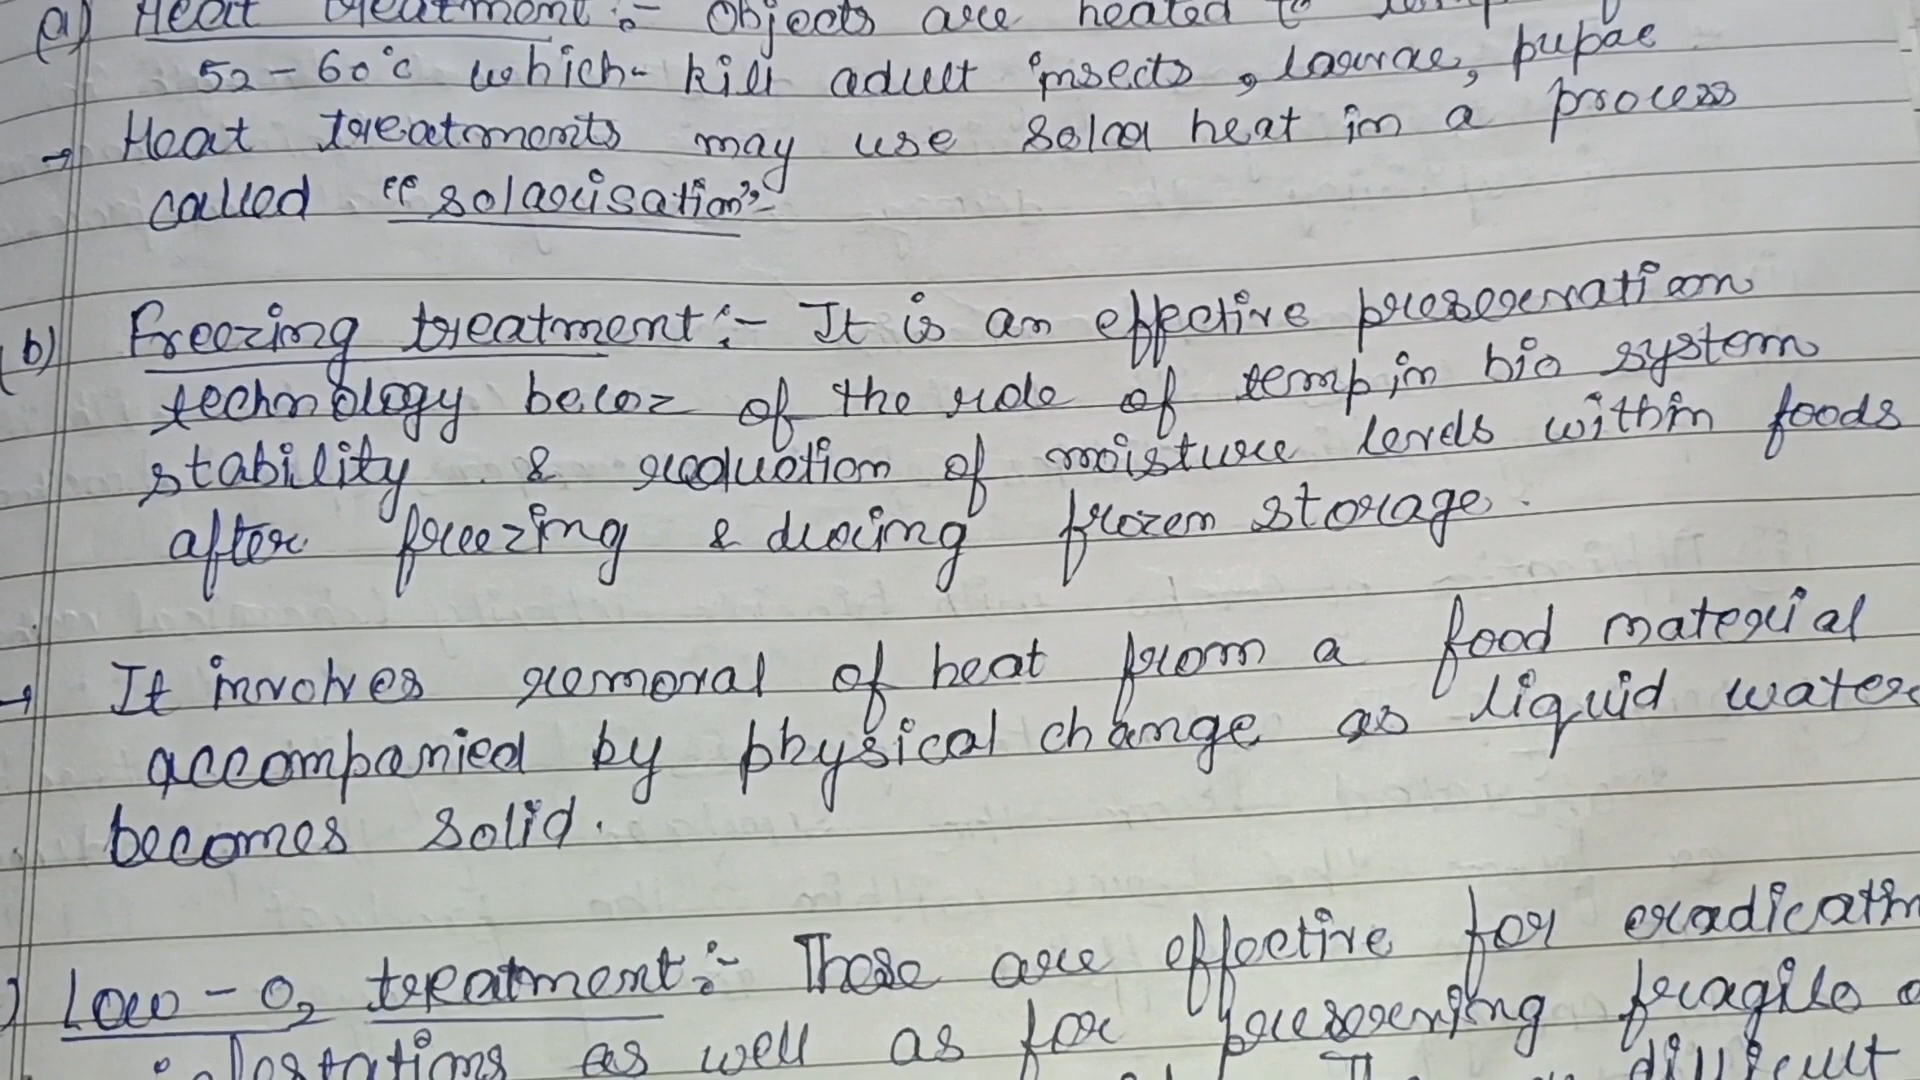 (a) Heat treatment :- Objects are heated to
52-60°c which kill adult insects, larvae, pupae
→ Heat treatments may use solar heat in a process
called "solarisation"
(b) Freezing treatment :- It is an effective preservation
technology becoz of the role of temp in bio system
stability & reduction of moisture levels within foods
after freezing & during frozen storage.
→ It involves removal of heat from a food material
accompanied by physical change as liquid water
becomes solid.
) Low-O₂ treatment :- These are effective for
as well as for preserving fragile
difficult